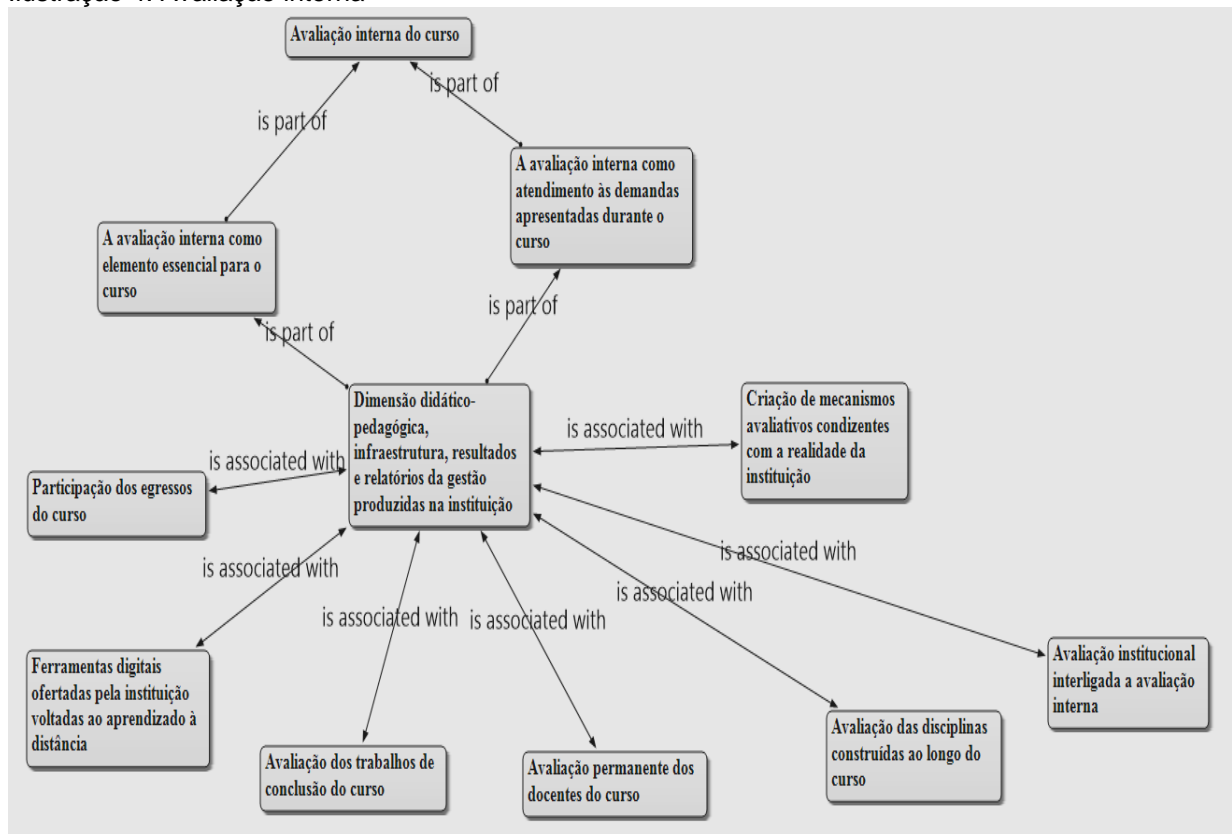 Avaliação interna do curso
is part of
is part of
A avaliação interna como
atendimento às demandas
apresentadas durante o
curso
A avaliação interna como
elemento essencial para o
curso
is part of
is part of
Dimensão didático-
pedagógica,
infraestrutura, resultados
e relatórios da gestão
produzidas na instituição
Criação de mecanismos
avaliativos condizentes
com a realidade da
instituição
is associated with
is associated with
Participação dos egressos
do curso
is associated with
is associated with
is associated with
is associated with
is associated with
Ferramentas digitais
ofertadas pela instituição
voltadas ao aprendizado à
distância
Avaliação institucional
interligada a avaliação
interna
Avaliação das disciplinas
construídas ao longo do
curso
Avaliação dos trabalhos de
conclusão do curso
Avaliação permanente dos
docentes do curso